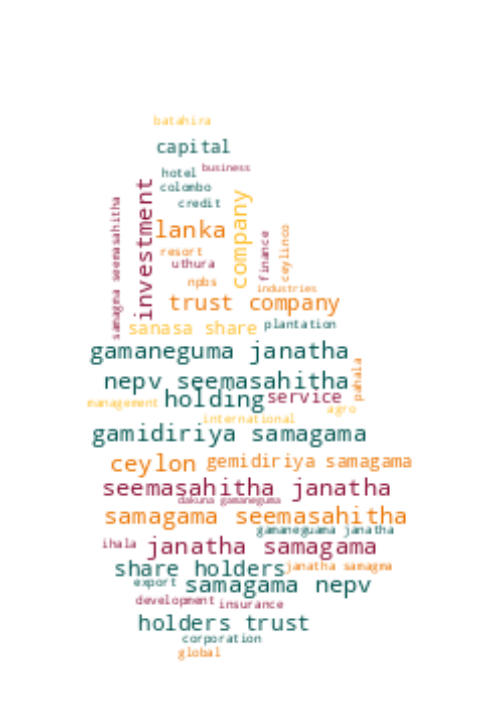 batahira
capital
hotel business
colombo
credit
samagma seemasahitha
investment
company
lanka
finance
ceylinco
resort
uthura
npbs
industries
trust company
sanasa share plantation
gamaneguma janatha
nepv seemasahitha
pahala
management holding service
agro
international
gamidiriya samagama
ceylon gemidiriya samagama
seemasahitha janatha
dakuna gamaneguma
samagama seemasahitha
gamaneguama janatha
ihala janatha samagama
share holders janatha samagma
export samagama nepv
development insurance
holders trust
corporation
global